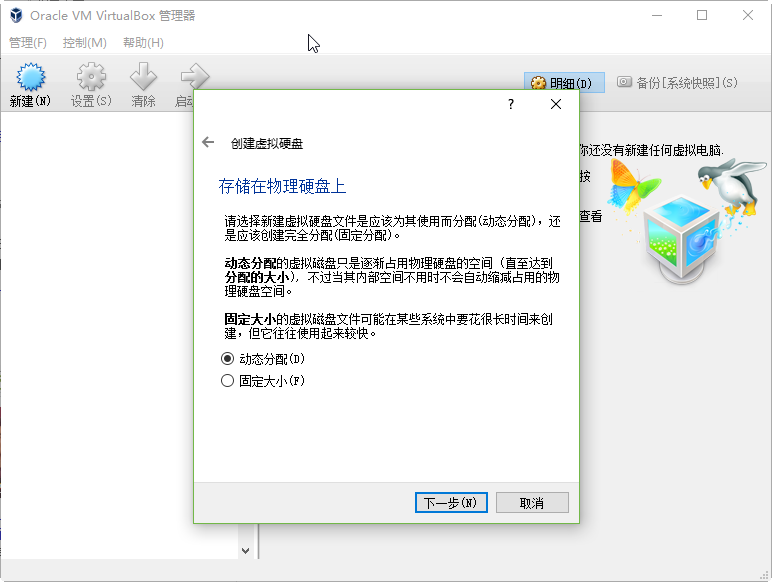 Oracle VM VirtualBox 管理器
管理(F) 控制(M) 帮助(H)
新建(N) 设置(S) 清除 启动
明细(D) 备份[系统快照](S)
你还没有新建任何虚拟电脑.
按
查看
?
创建虚拟硬盘
存储在物理硬盘上
请选择新建虚拟硬盘文件是应该为其使用而分配(动态分配)，还
是应该创建完全分配(固定分配)。
动态分配的虚拟磁盘只是逐渐占用物理硬盘的空间（直至达到
分配的大小），不过当其内部空间不用时不会自动缩减占用的物
理硬盘空间。
固定大小的虚拟磁盘文件可能在某些系统中要花很长时间来创
建，但它往往使用起来较快。
动态分配(D)
固定大小(F)
下一步(N) 取消